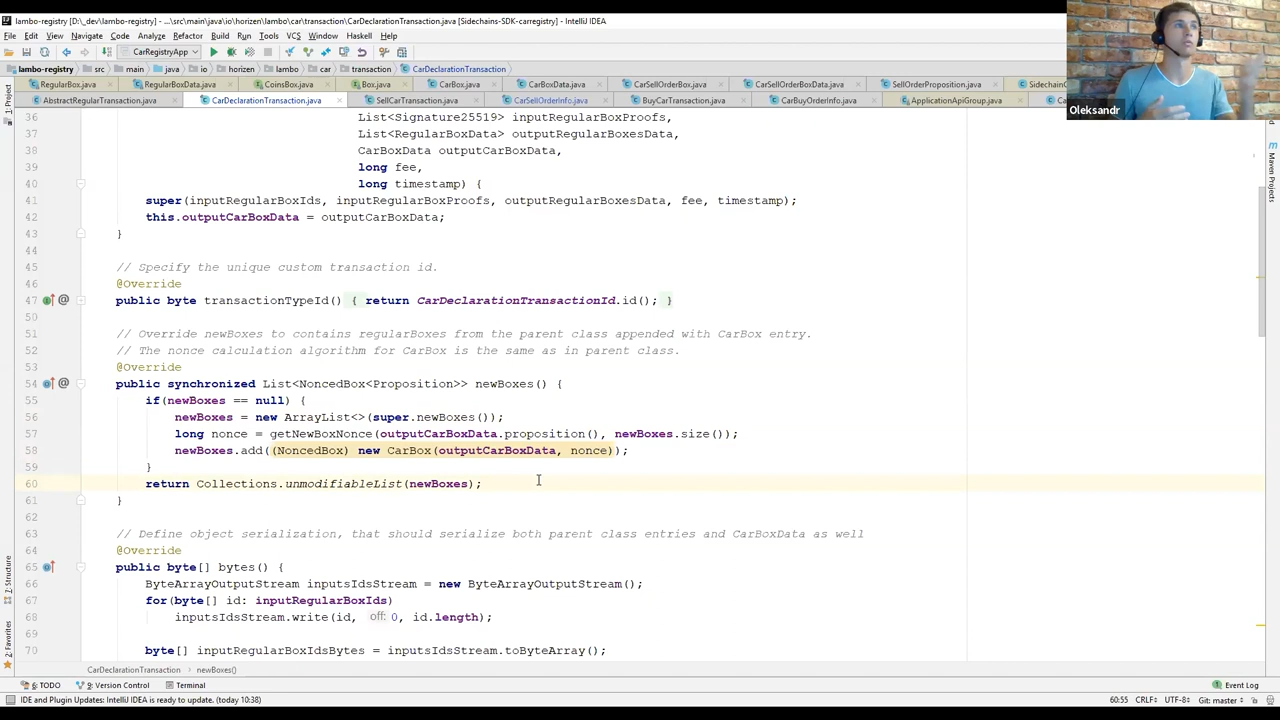 lambo-registry [D:\_dev\lambo-registry] - ...\src\main\java\io\horizen\lambo\car\transaction\CarDeclarationTransaction.java [Sidechains-SDK-carregistry] - IntelliJ IDEA
File Edit View Navigate Code Analyze Refactor Build Run Tools VCS Window Haskell Help
CarRegistryApp
lambo-registry src main java io horizen lambo car transaction CarDeclarationTransaction
RegularBox.java RegularBoxData.java CoinsBox.java Box.java CarBox.java CarBoxData.java CarSellOrderBox.java CarSellOrderBoxData.java SellOrderProposition.java Sidechain
AbstractRegularTransaction.java CarDeclarationTransaction.java SellCarTransaction.java CarSellOrderInfo.java BuyCarTransaction.java CarBuyOrderInfo.java ApplicationApiGroup.java
Oleksandr
1: Project
Maven Projects
7: Structure
2: Favorites
36 List<Signature25519> inputRegularBoxProofs,
37 List<RegularBoxData> outputRegularBoxesData,
38 CarBoxData outputCarBoxData,
39 long fee,
40 long timestamp) {
41 super(inputRegularBoxIds, inputRegularBoxProofs, outputRegularBoxesData, fee, timestamp);
42 this.outputCarBoxData = outputCarBoxData;
43 }
44
45 // Specify the unique custom transaction id.
46 @Override
47 public byte transactionTypeId() { return CarDeclarationTransactionId.id(); }
50
51 // Override newBoxes to contains regularBoxes from the parent class appended with CarBox entry.
52 // The nonce calculation algorithm for CarBox is the same as in parent class.
53 @Override
54 public synchronized List<NoncedBox<Proposition>> newBoxes() {
55 if(newBoxes == null) {
56 newBoxes = new ArrayList<>(super.newBoxes());
57 long nonce = getNewBoxNonce(outputCarBoxData.proposition(), newBoxes.size());
58 newBoxes.add((NoncedBox) new CarBox(outputCarBoxData, nonce));
59 }
60 return Collections.unmodifiableList(newBoxes);
61 }
62
63 // Define object serialization, that should serialize both parent class entries and CarBoxData as well
64 @Override
65 public byte[] bytes() {
66 ByteArrayOutputStream inputsIdsStream = new ByteArrayOutputStream();
67 for(byte[] id: inputRegularBoxIds)
68 inputsIdsStream.write(id, off: 0, id.length);
69
70 byte[] inputRegularBoxIdsBytes = inputsIdsStream.toByteArray();
CarDeclarationTransaction newBoxes()
6: TODO 9: Version Control Terminal 1 Event Log
IDE and Plugin Updates: IntelliJ IDEA is ready to update. (today 10:38) 60:55 CRLF UTF-8 Git: master